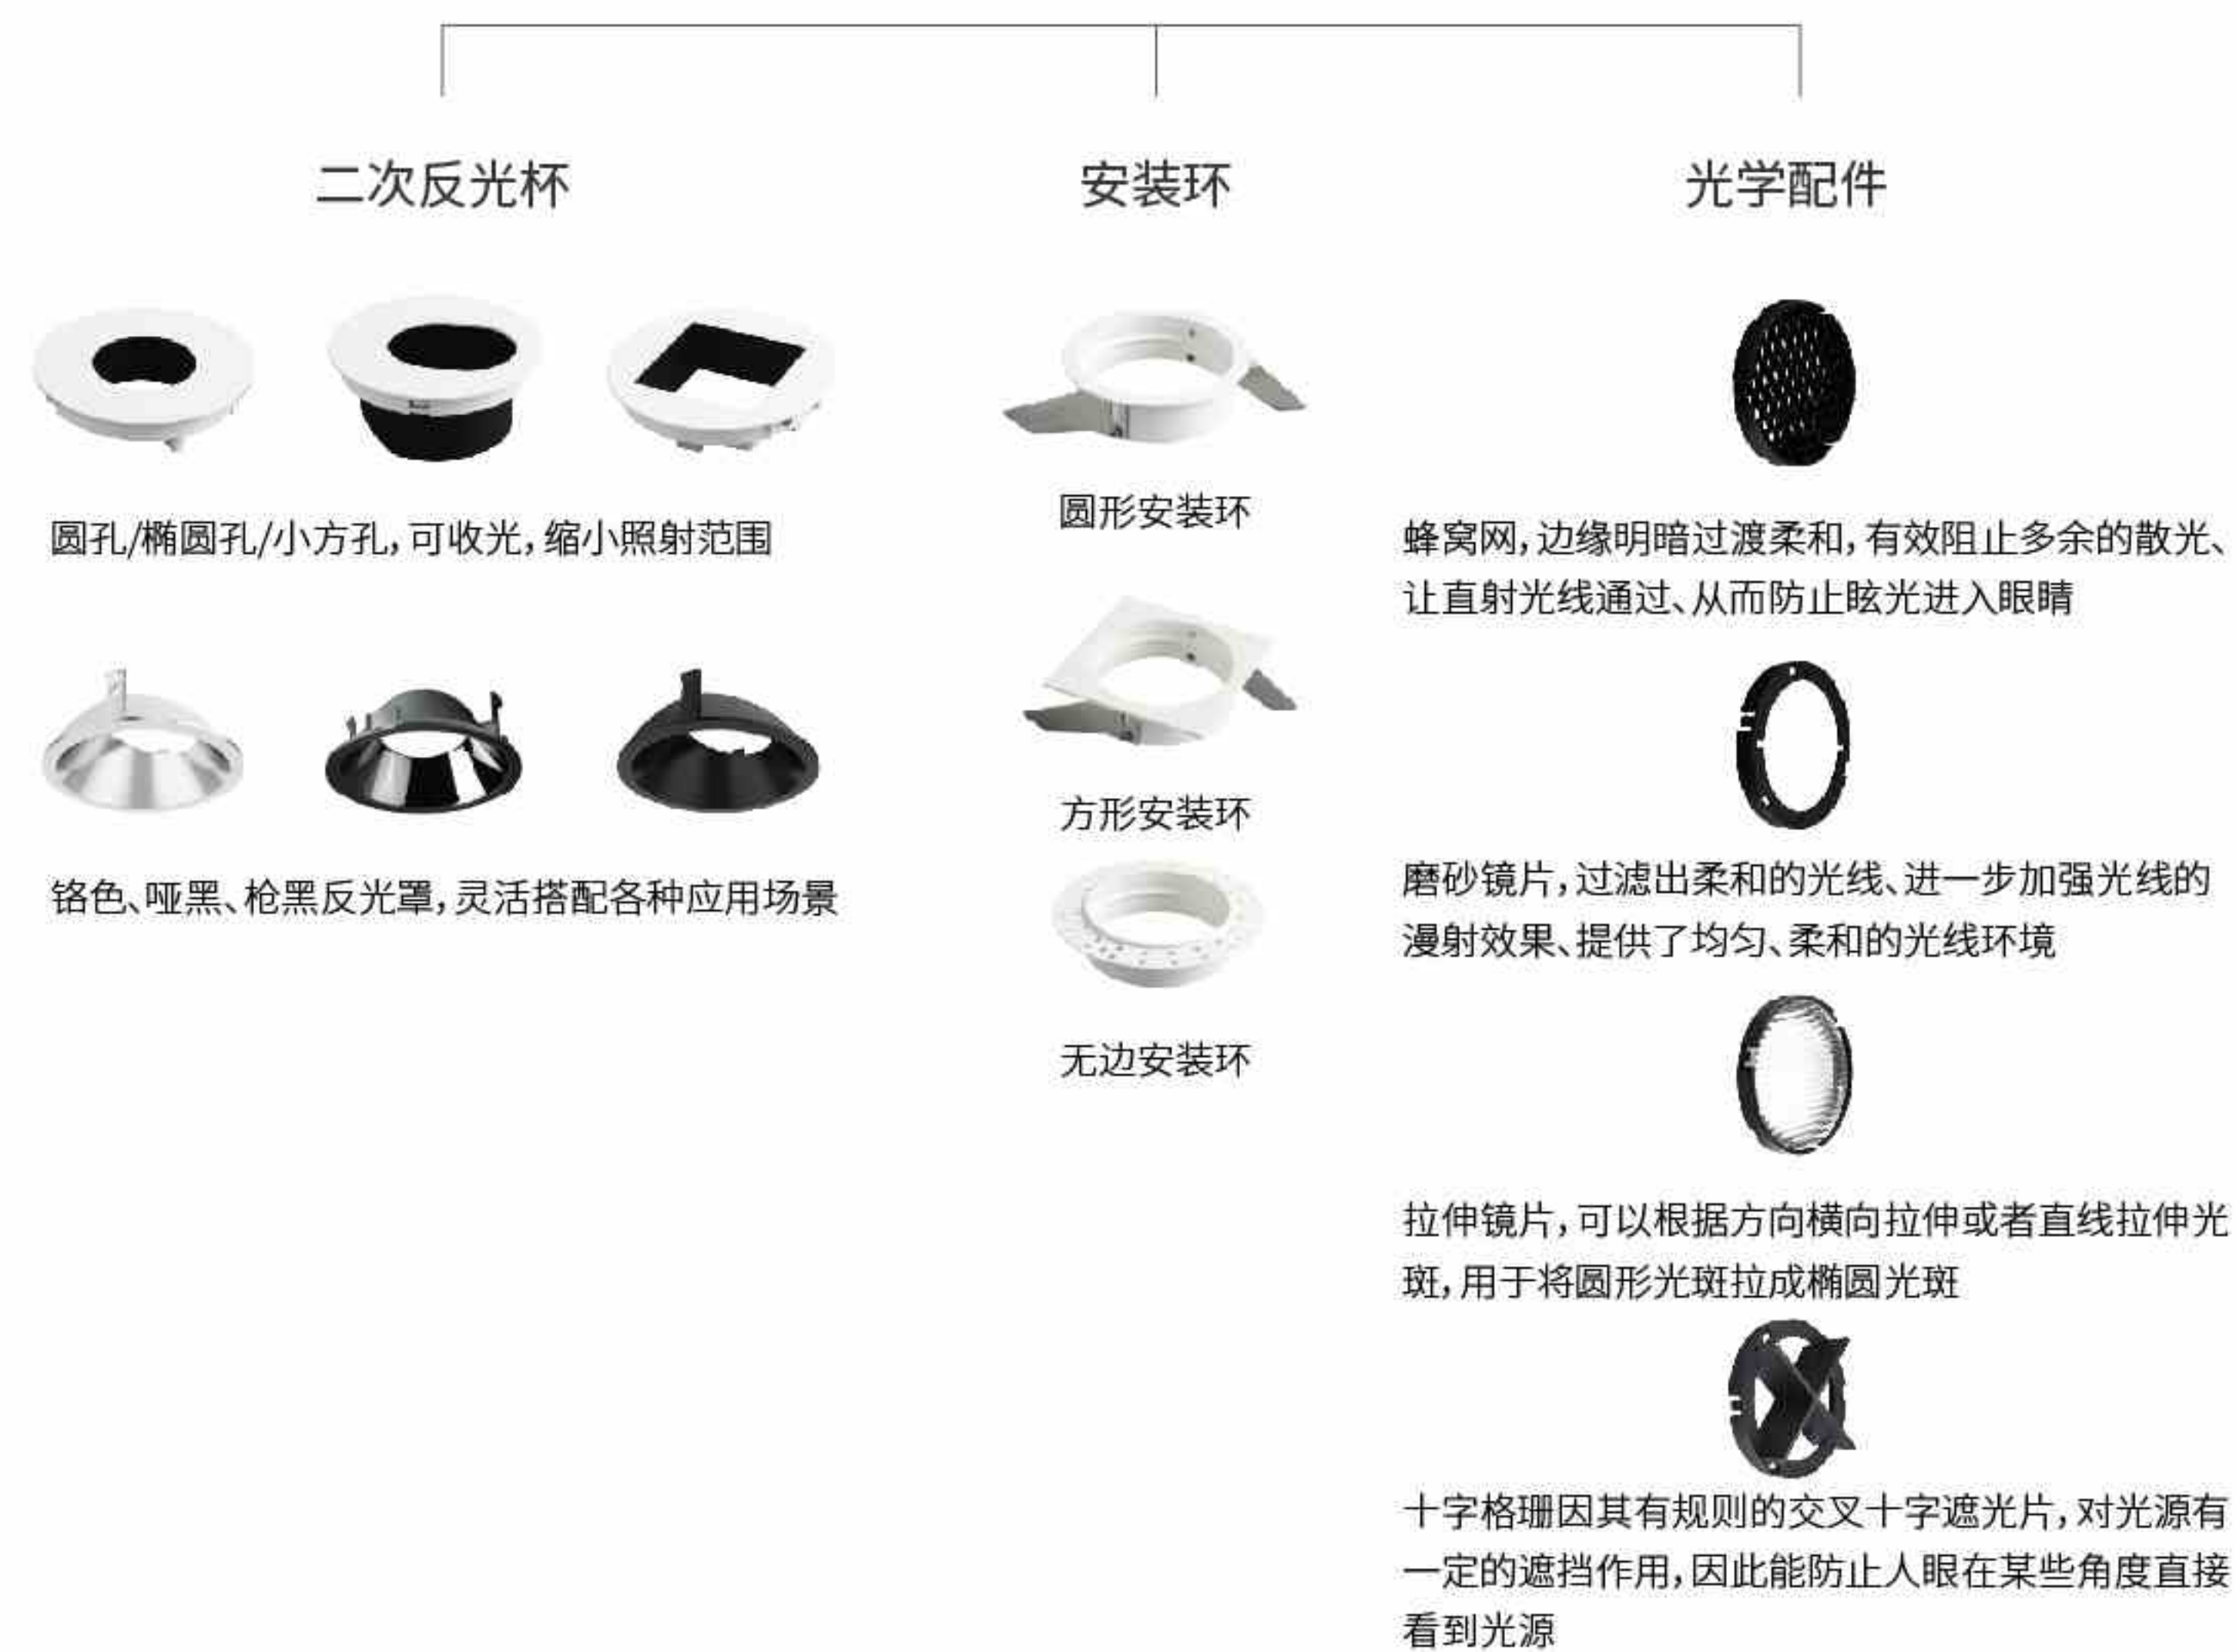 二次反光杯
安装环
光学配件
圆孔/椭圆孔/小方孔,可收光,缩小照射范围
铬色、哑黑、枪黑反光罩,灵活搭配各种应用场景
圆形安装环
方形安装环
无边安装环
蜂窝网,边缘明暗过渡柔和,有效阻止多余的散光、
让直射光线通过、从而防止眩光进入眼睛
磨砂镜片,过滤出柔和的光线、进一步加强光线的
漫射效果、提供了均匀、柔和的光线环境
拉伸镜片,可以根据方向横向拉伸或者直线拉伸光
斑,用于将圆形光斑拉成椭圆光斑
十字格珊因其有规则的交叉十字遮光片,对光源有
一定的遮挡作用,因此能防止人眼在某些角度直接
看到光源